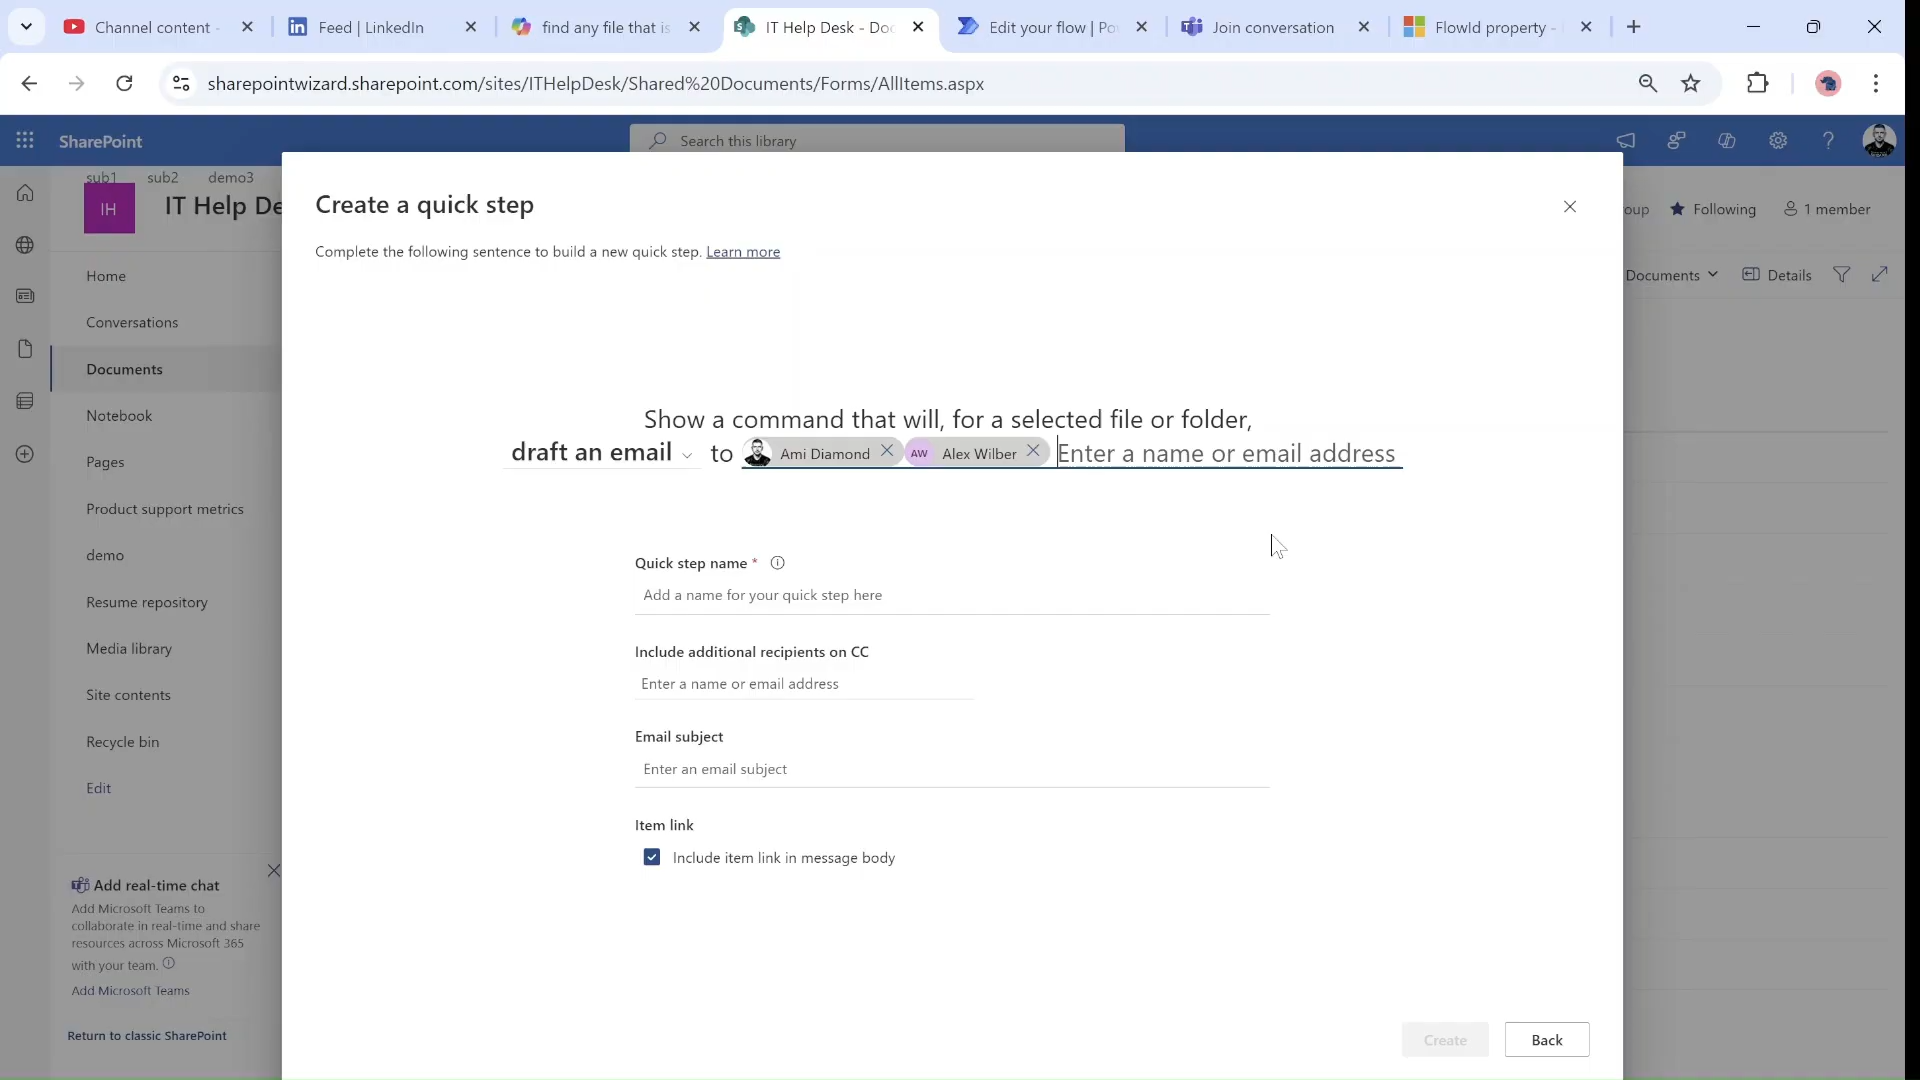 Channel content -
Feed | LinkedIn
find any file that is
IT Help Desk - Doc
Edit your flow | Po
Join conversation
FlowId property -
sharepointwizard.sharepoint.com/sites/ITHelpDesk/Shared%20Documents/Forms/AllItems.aspx
SharePoint
Search this library
sub1 sub2 demo3
IH
IT Help De
oup
Following
1 member
Documents
Details
Home
Conversations
Documents
Notebook
Pages
Product support metrics
demo
Resume repository
Media library
Site contents
Recycle bin
Edit
Add real-time chat
Add Microsoft Teams to
collaborate in real-time and share
resources across Microsoft 365
with your team.
Add Microsoft Teams
Return to classic SharePoint
Create a quick step
Complete the following sentence to build a new quick step. Learn more
Show a command that will, for a selected file or folder,
draft an email to Ami Diamond AW Alex Wilber Enter a name or email address
Quick step name *
Add a name for your quick step here
Include additional recipients on CC
Enter a name or email address
Email subject
Enter an email subject
Item link
Include item link in message body
Create
Back